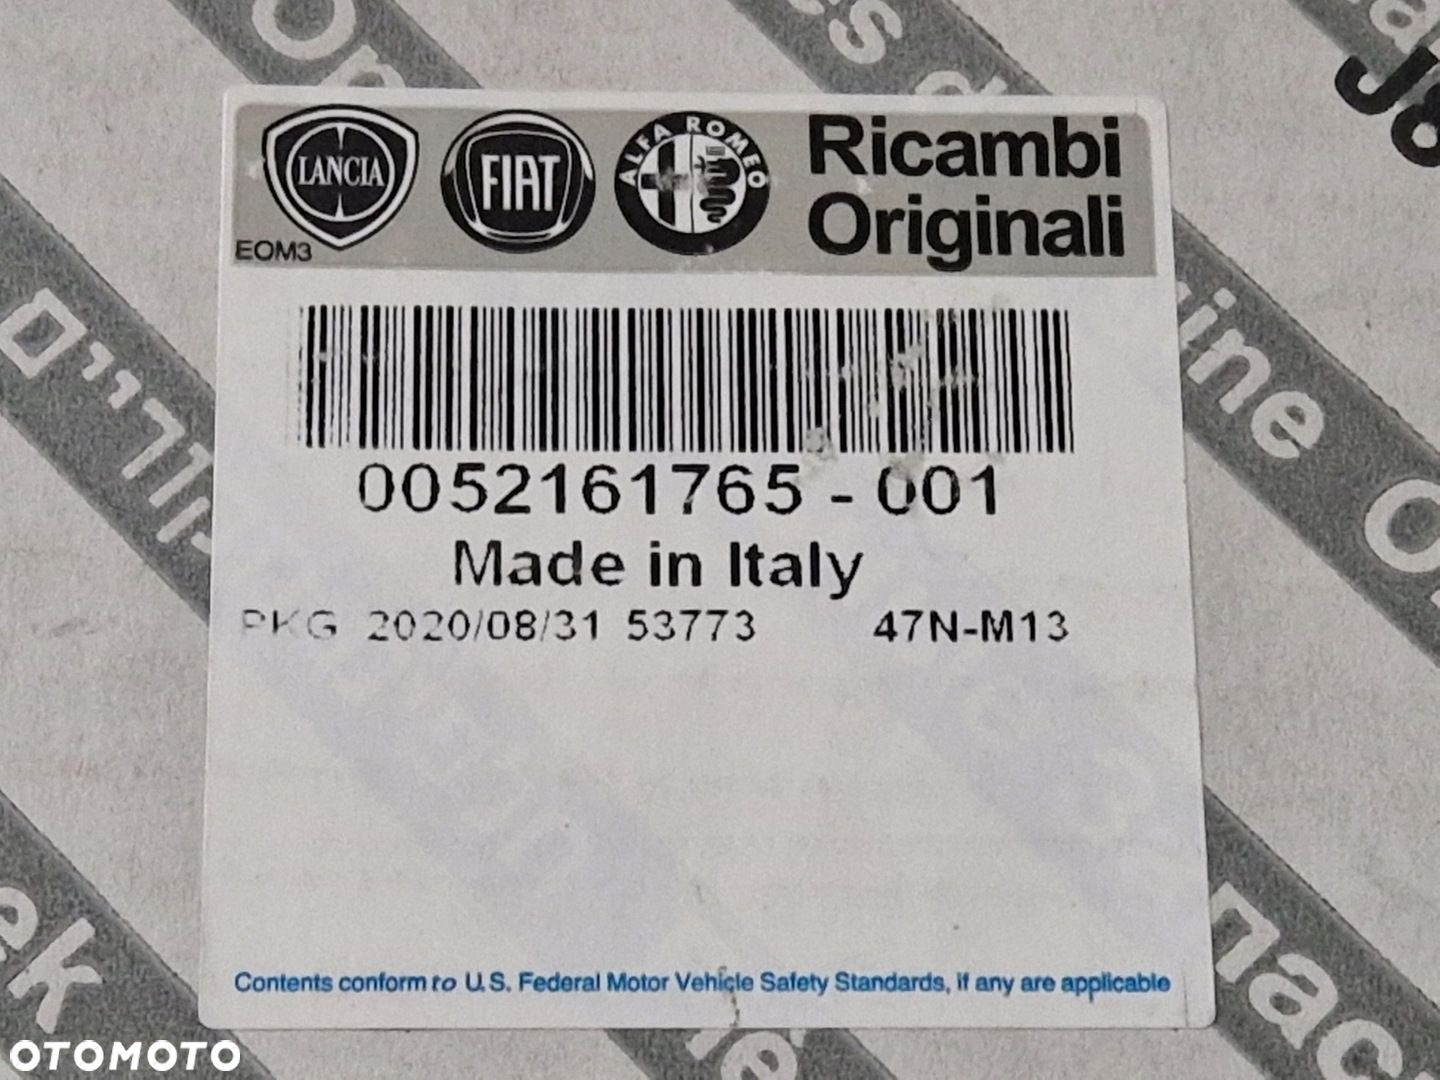 J8
LANCIA
FIAT
ALFA ROMEO
Ricambi
Originali
EOM3
0052161765 - 001
Made in Italy
PKG 2020/08/31 53773 47N-M13
Contents conform to U.S. Federal Motor Vehicle Safety Standards, if any are applicable
OTOMOTO